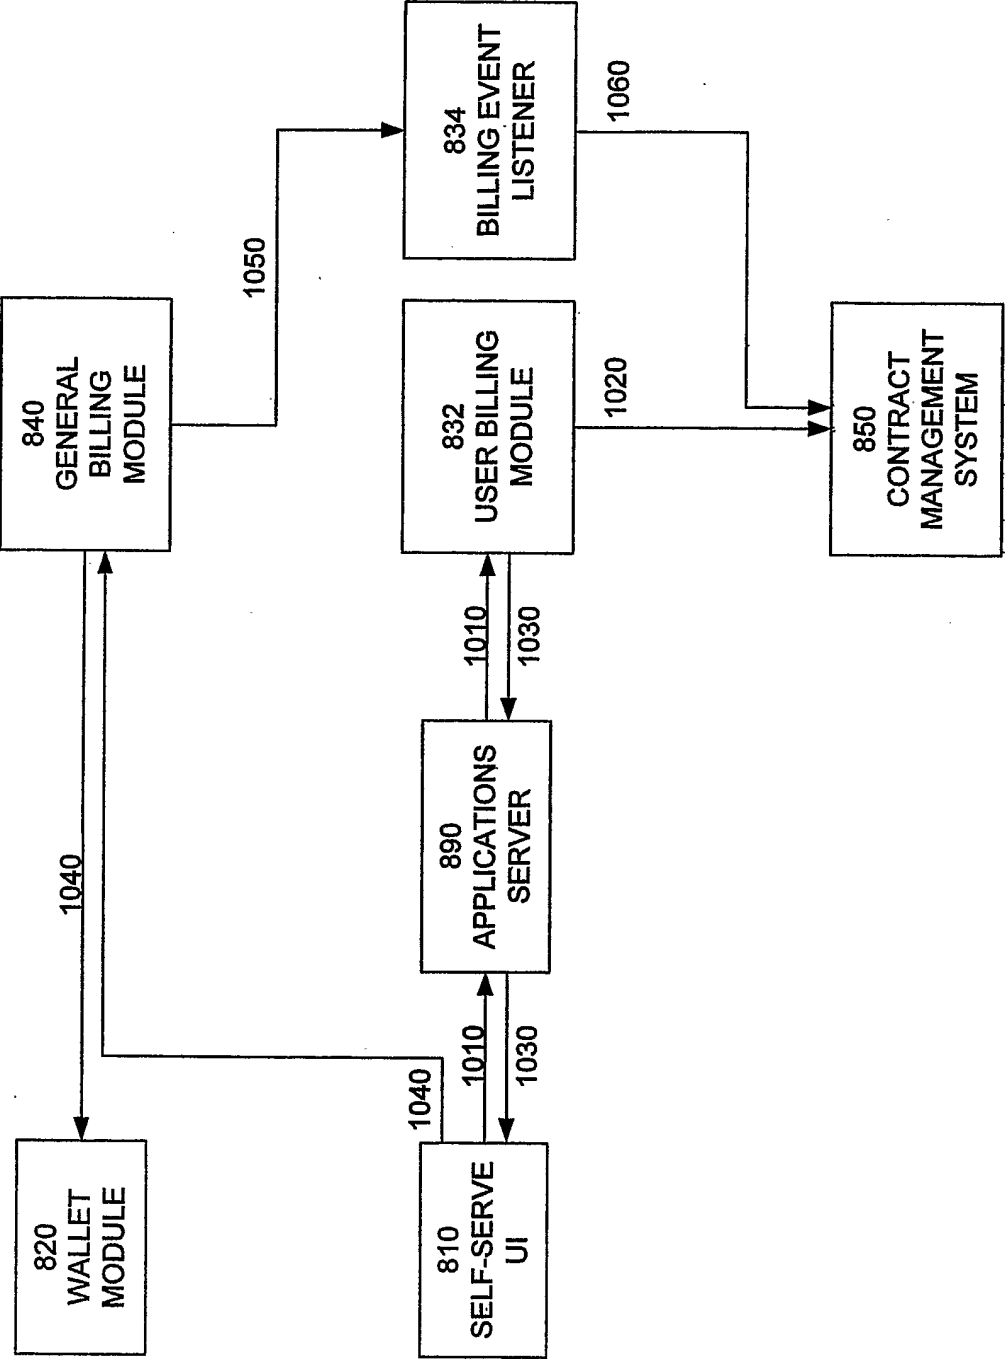 820
WALLET
MODULE
1040
840
GENERAL
BILLING
MODULE
1050
810
SELF-SERVE
UI
1040
1010
1030
890
APPLICATIONS
SERVER
1010
1030
832
USER BILLING
MODULE
834
BILLING EVENT
LISTENER
1020
1060
850
CONTRACT
MANAGEMENT
SYSTEM